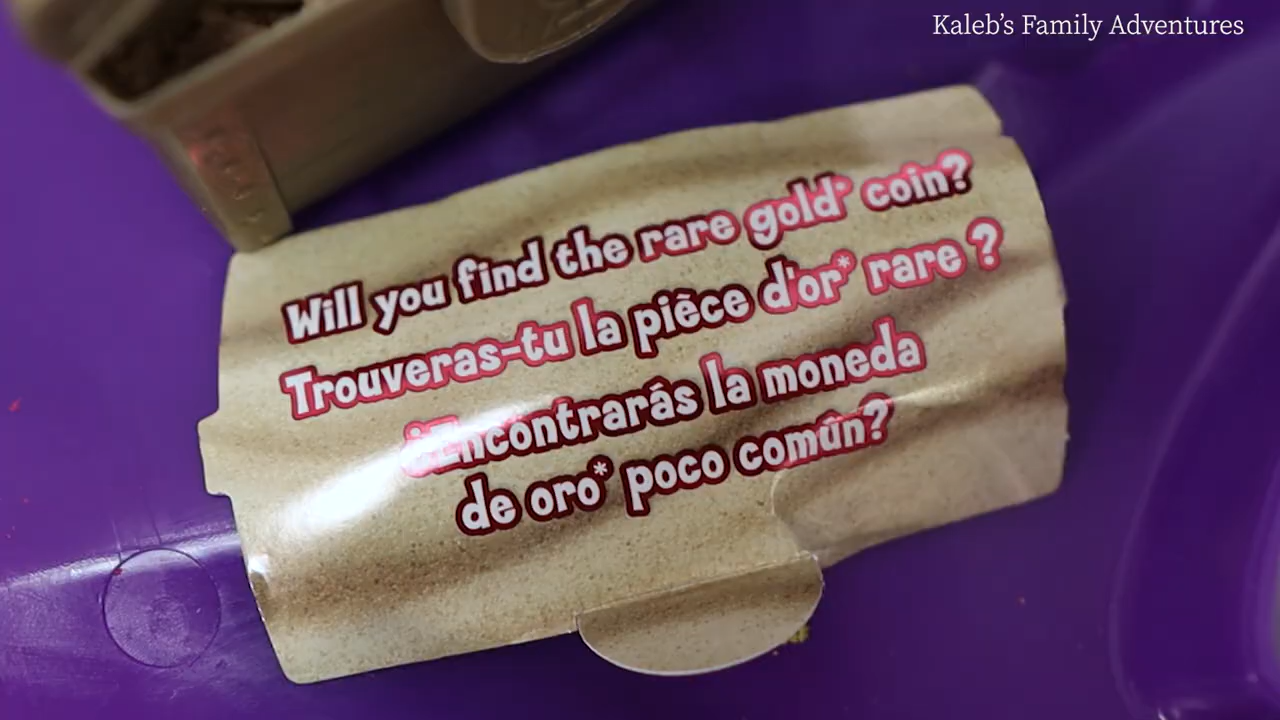 Kaleb’s Family Adventures
Will you find the rare gold* coin?
Trouveras-tu la pièce d'or* rare ?
¿Encontrarás la moneda
de oro* poco común?